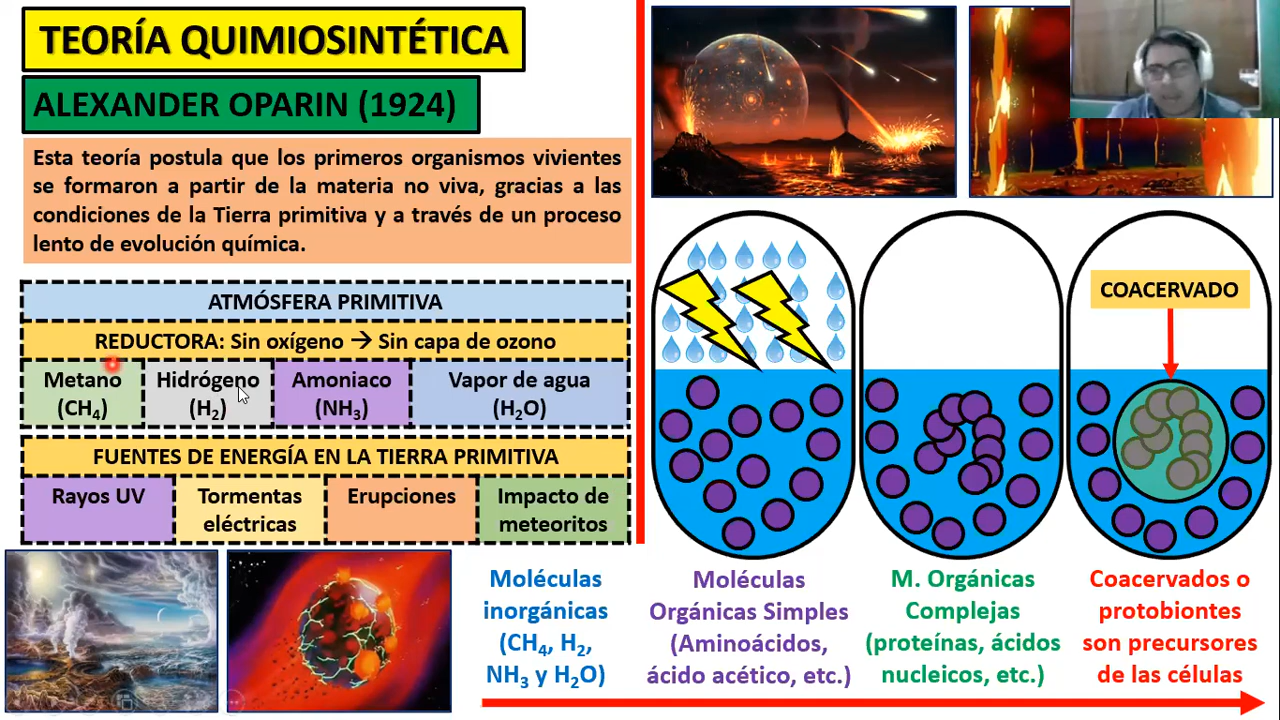 TEORÍA QUIMIOSINTÉTICA
ALEXANDER OPARIN (1924)
Esta teoría postula que los primeros organismos vivientes
se formaron a partir de la materia no viva, gracias a las
condiciones de la Tierra primitiva y a través de un proceso
lento de evolución química.
ATMÓSFERA PRIMITIVA
REDUCTORA: Sin oxígeno → Sin capa de ozono
Metano
(CH₄)
Hidrógeno
(H₂)
Amoniaco
(NH₃)
Vapor de agua
(H₂O)
FUENTES DE ENERGÍA EN LA TIERRA PRIMITIVA
Rayos UV
Tormentas
eléctricas
Erupciones
Impacto de
meteoritos
COACERVADO
Moléculas
inorgánicas
(CH₄, H₂,
NH₃ y H₂O)
Moléculas
Orgánicas Simples
(Aminoácidos,
ácido acético, etc.)
M. Orgánicas
Complejas
(proteínas, ácidos
nucleicos, etc.)
Coacervados o
protobiontes
son precursores
de las células